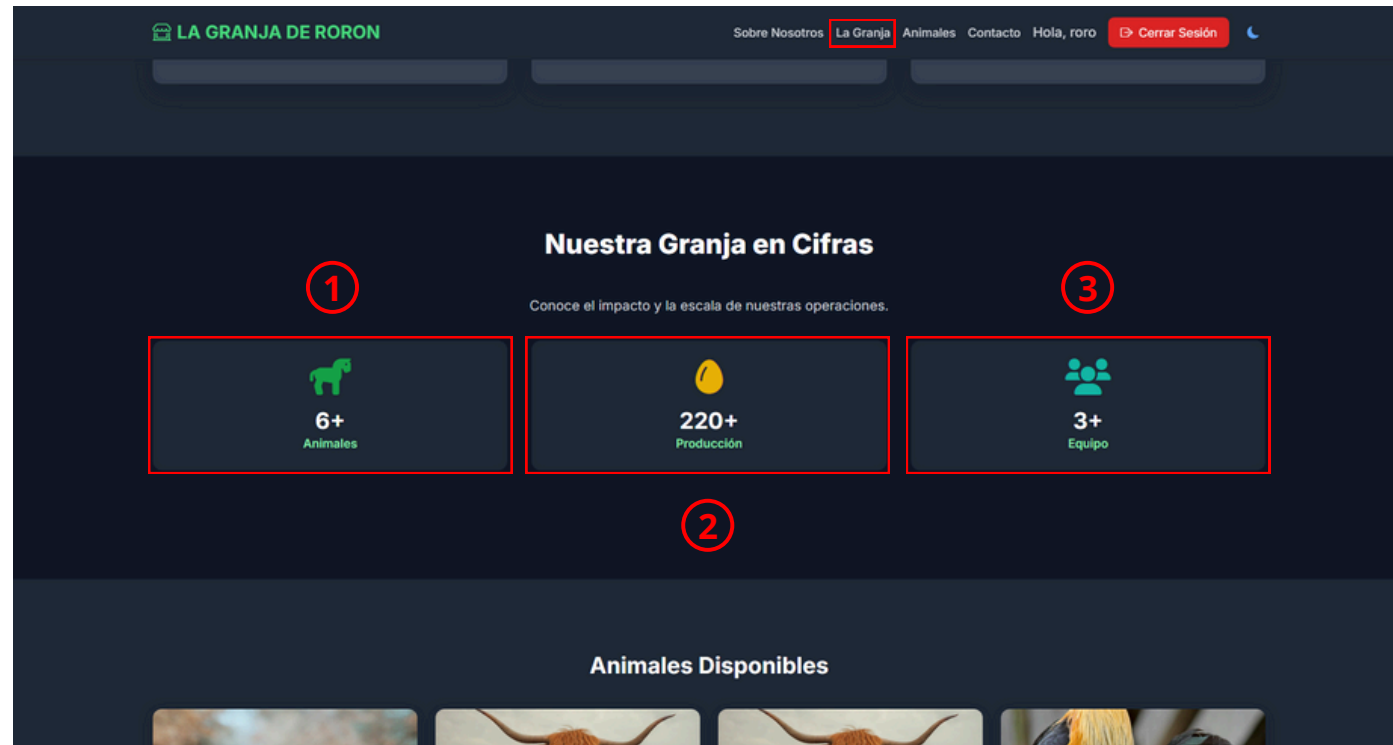 LA GRANJA DE RORON
Sobre Nosotros La Granja Animales Contacto Hola, roro Cerrar Sesión
Nuestra Granja en Cifras
1
3
Conoce el impacto y la escala de nuestras operaciones.
6+
Animales
220+
Producción
3+
Equipo
2
Animales Disponibles